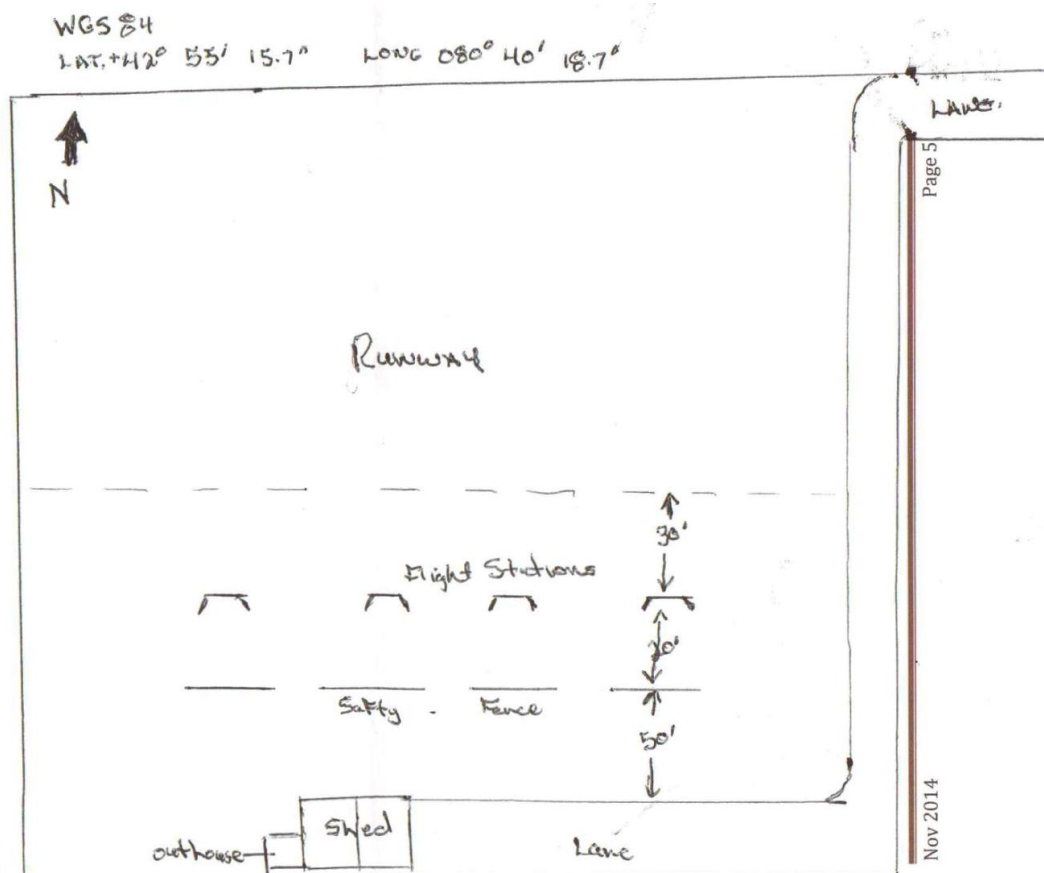 WGS 84
LAT. +42° 55' 15.7" LONG 080° 40' 18.7"
LANE.
N
Page 5
Runway
30'
Flight Stations
20'
Safty - Fence
50'
Shed
outhouse
Lane
Nov 2014